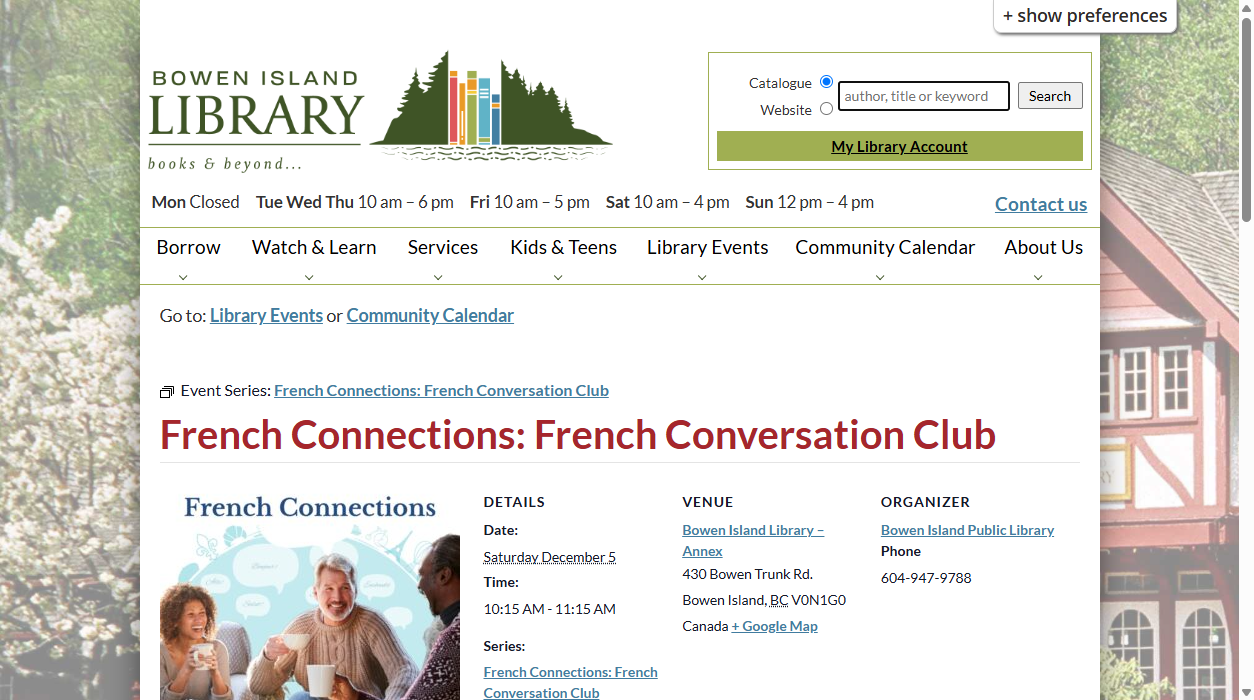 + show preferences
BOWEN ISLAND
LIBRARY
books & beyond...
Catalogue
Website
author, title or keyword
Search
My Library Account
Mon Closed Tue Wed Thu 10 am – 6 pm Fri 10 am – 5 pm Sat 10 am – 4 pm Sun 12 pm – 4 pm
Contact us
Borrow Watch & Learn Services Kids & Teens Library Events Community Calendar About Us
Go to: Library Events or Community Calendar
Event Series: French Connections: French Conversation Club
French Connections: French Conversation Club
French Connections
DETAILS
Date:
Saturday December 5
Time:
10:15 AM - 11:15 AM
Series:
French Connections: French
Conversation Club
VENUE
Bowen Island Library –
Annex
430 Bowen Trunk Rd.
Bowen Island, BC V0N1G0
Canada + Google Map
ORGANIZER
Bowen Island Public Library
Phone
604-947-9788